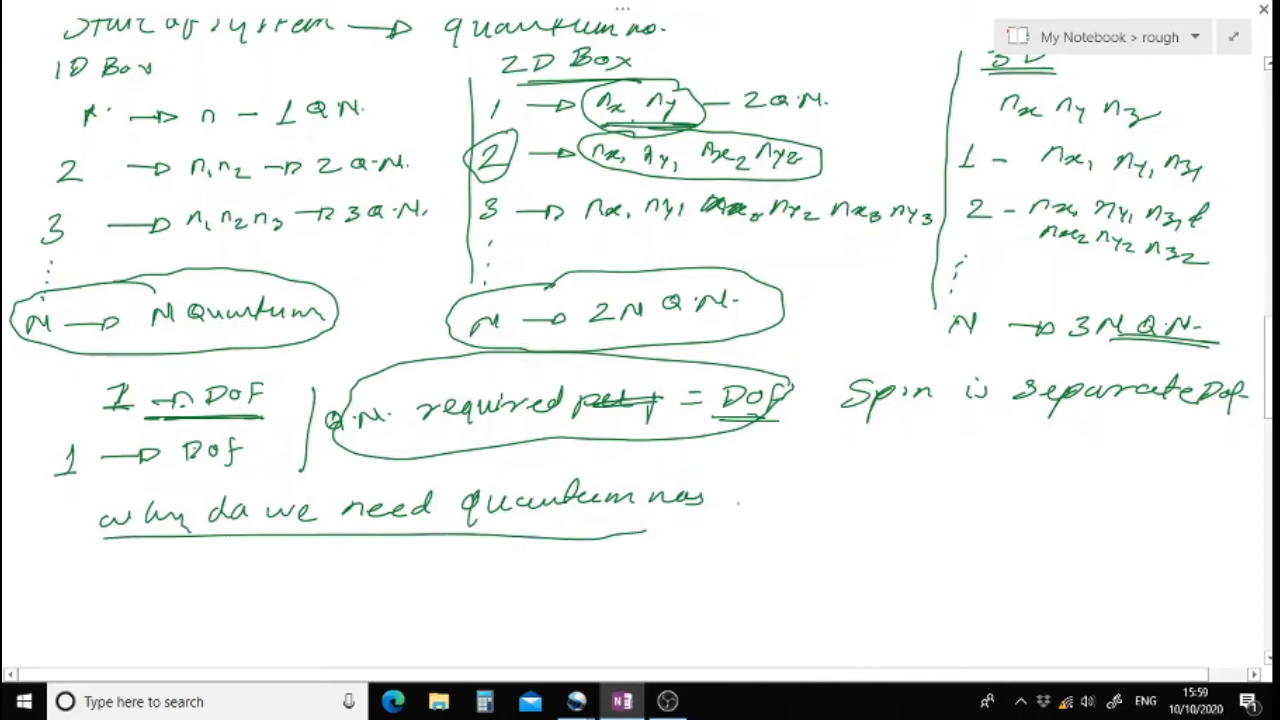 State of system → quantum no.
My Notebook > rough
1D Box
1 → n - 1 Q.N.
2 → n1 n2 → 2 Q.N.
3 → n1 n2 n3 → 3 Q.N.
N → N Quantum
2D Box
1 → nx ny - 2 Q.N.
2 → nx1 ny1 nx2 ny2
3 → nx1 ny1 ny2 nx3 ny3
N → 2N Q.N.
3D
nx ny nz
1 - nx1 ny1 nz1
2 - nx1 ny1 nz1 &
nx2 ny2 nz2
N → 3N Q.N.
1 → DOF
1 → DOF
Q.N. required = DOF
Spin is separate DOF
why do we need quantum nos
Type here to search
ENG
15:59
10/10/2020
1